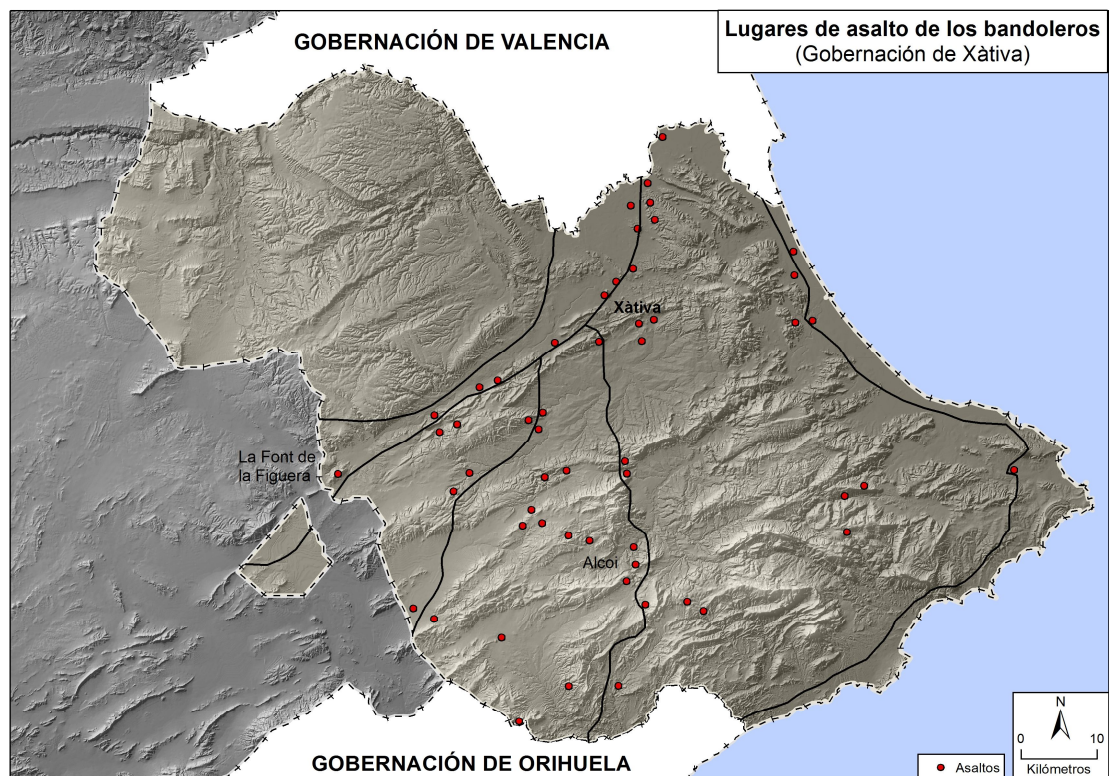 GOBERNACIÓN DE VALENCIA
Lugares de asalto de los bandoleros
(Gobernación de Xàtiva)
Xàtiva
La Font de
la Figuera
Alcoi
GOBERNACIÓN DE ORIHUELA
Asaltos
N
0 10
Kilómetros